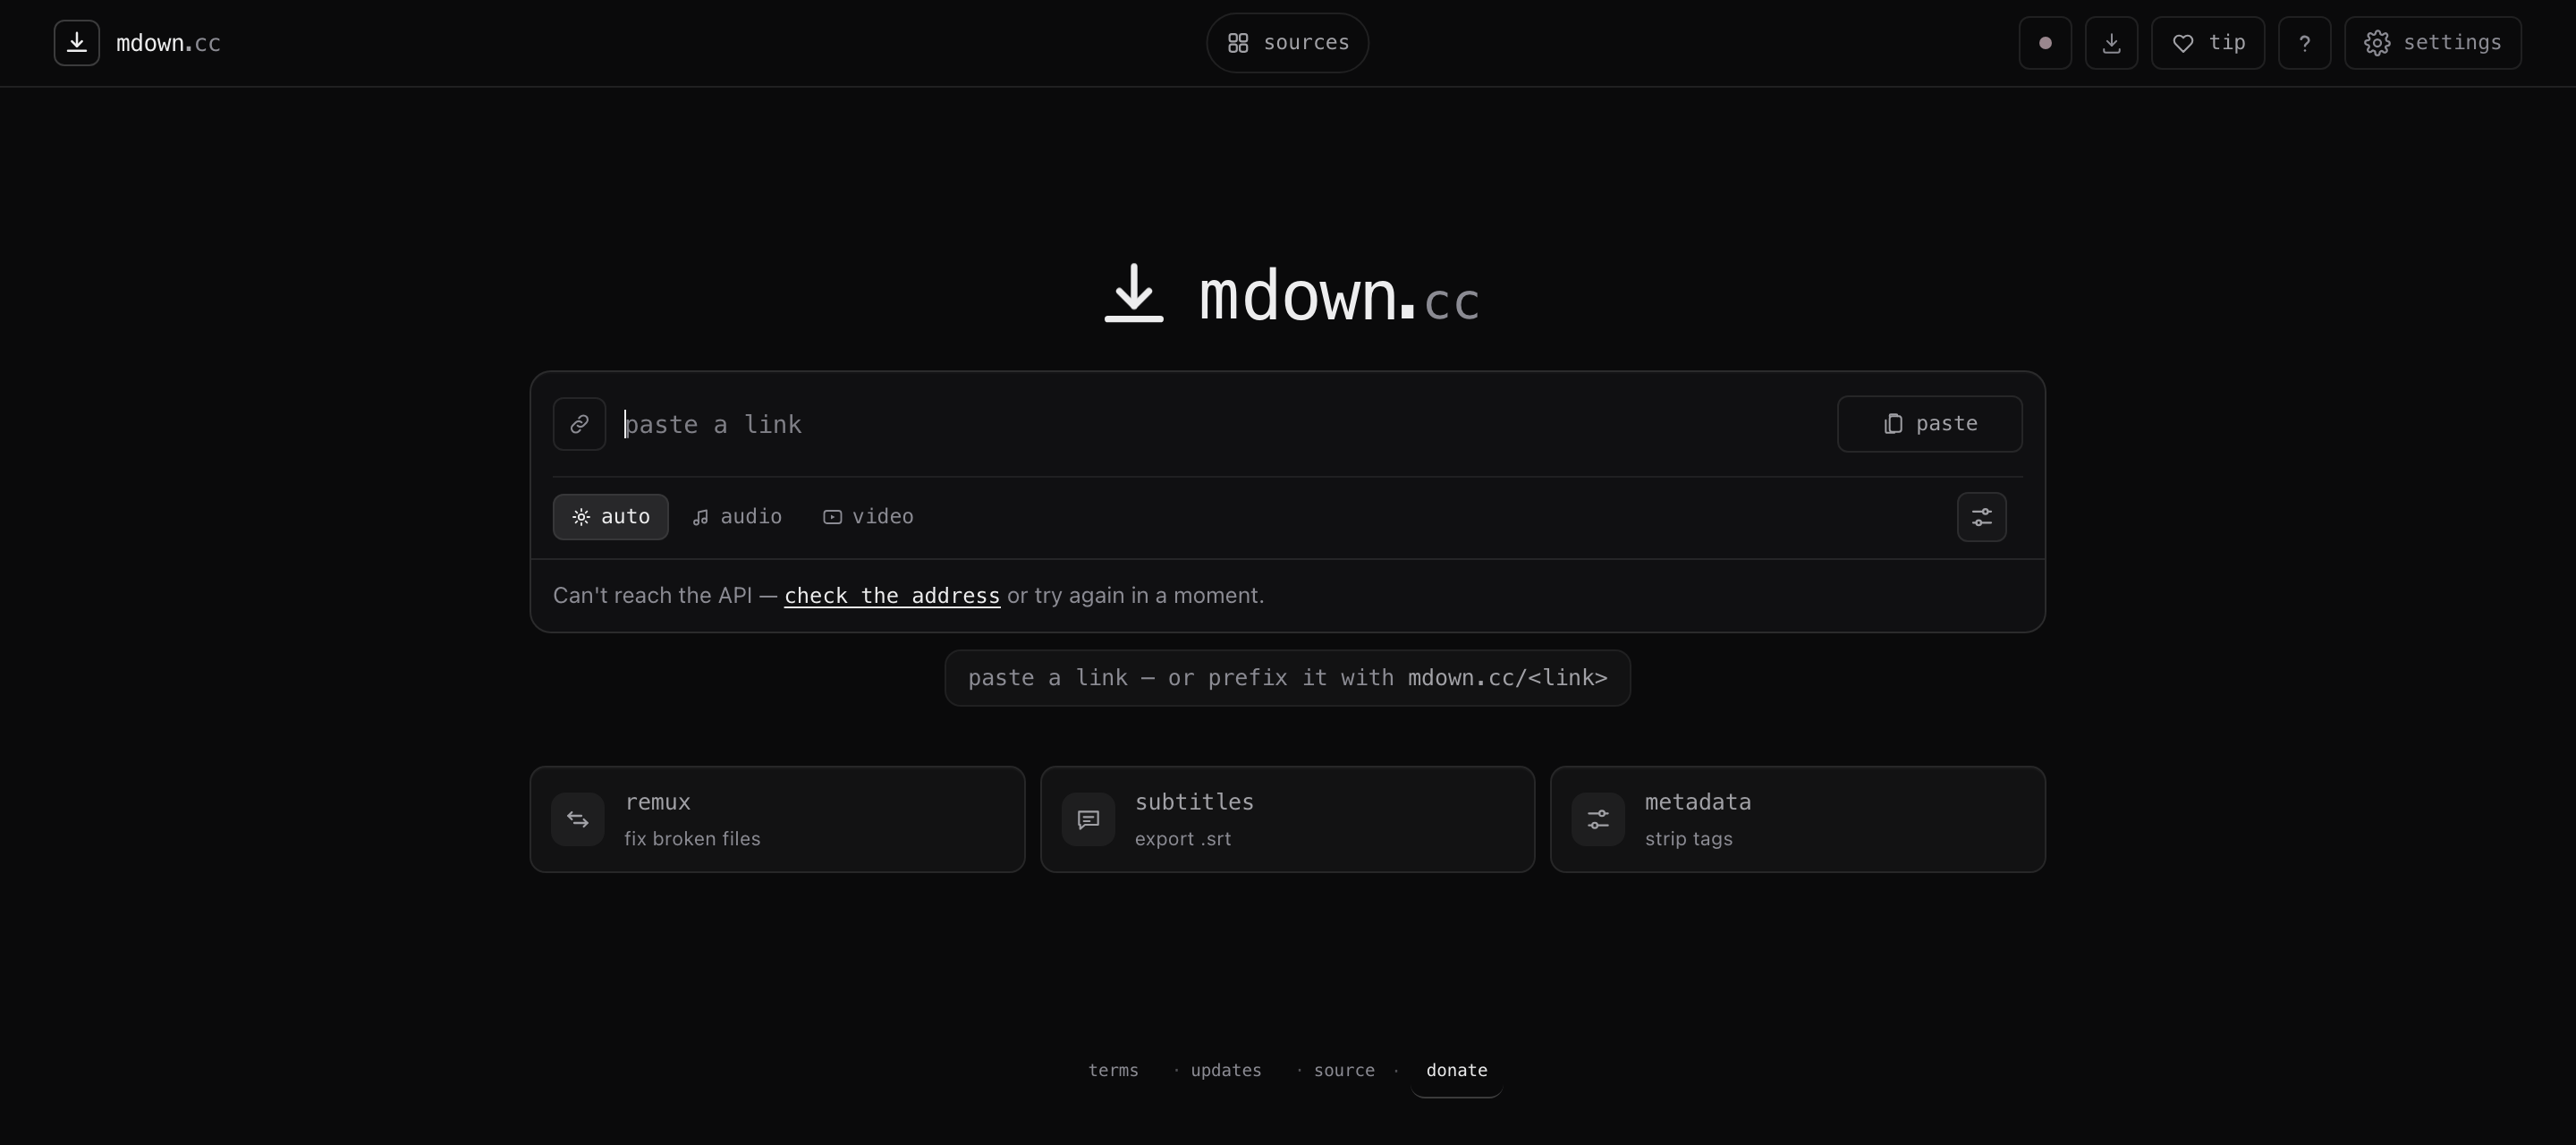 mdown.cc
sources
tip
?
settings
mdown.cc
paste a link
paste
auto
audio
video
Can't reach the API — check the address or try again in a moment.
paste a link — or prefix it with mdown.cc/<link>
remux
fix broken files
subtitles
export .srt
metadata
strip tags
terms · updates · source · donate